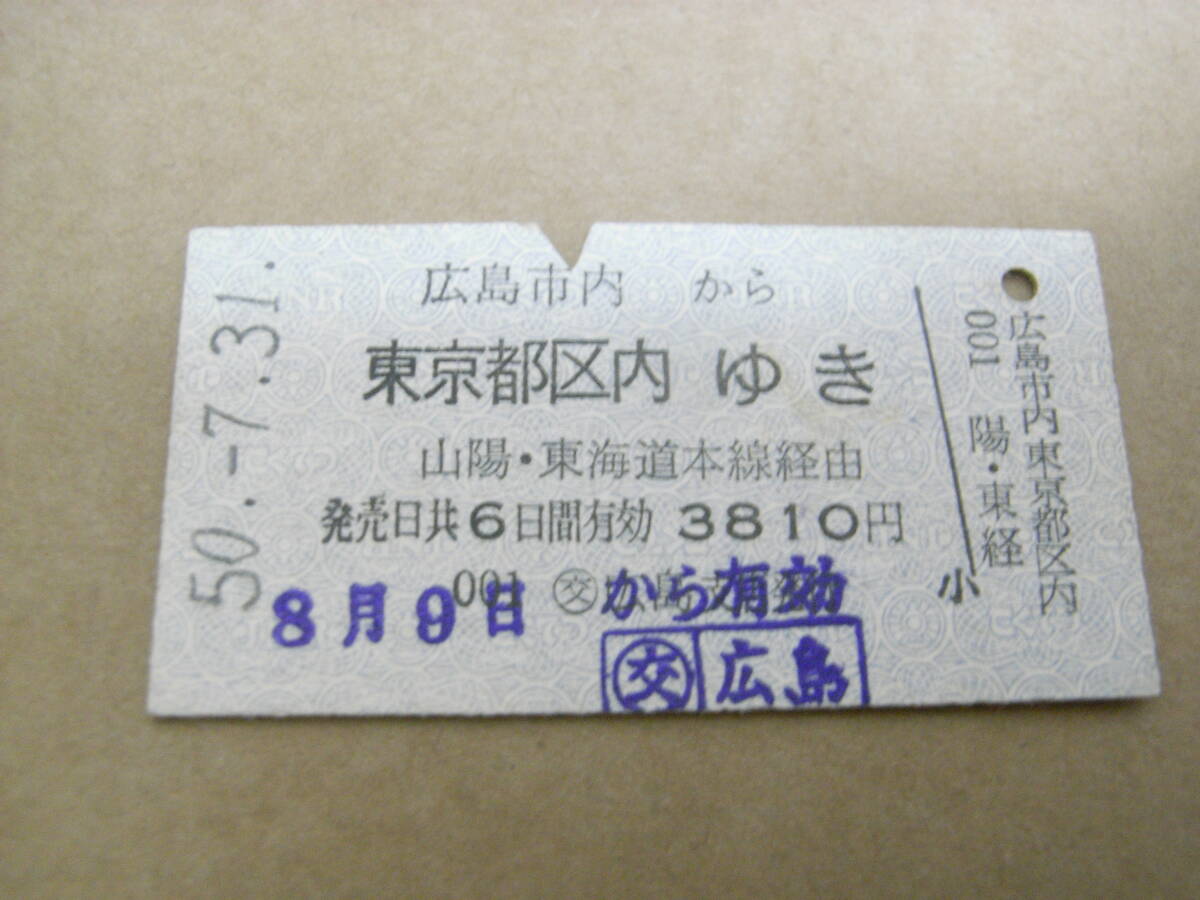 50.-7.31.
広島市内 から
東京都区内 ゆき
山陽・東海道本線経由
発売日共6日間有効 3810円
001 交 広島
8月9日 から有効
交 広島
小
広島市内東京都区内
001 陽・東経